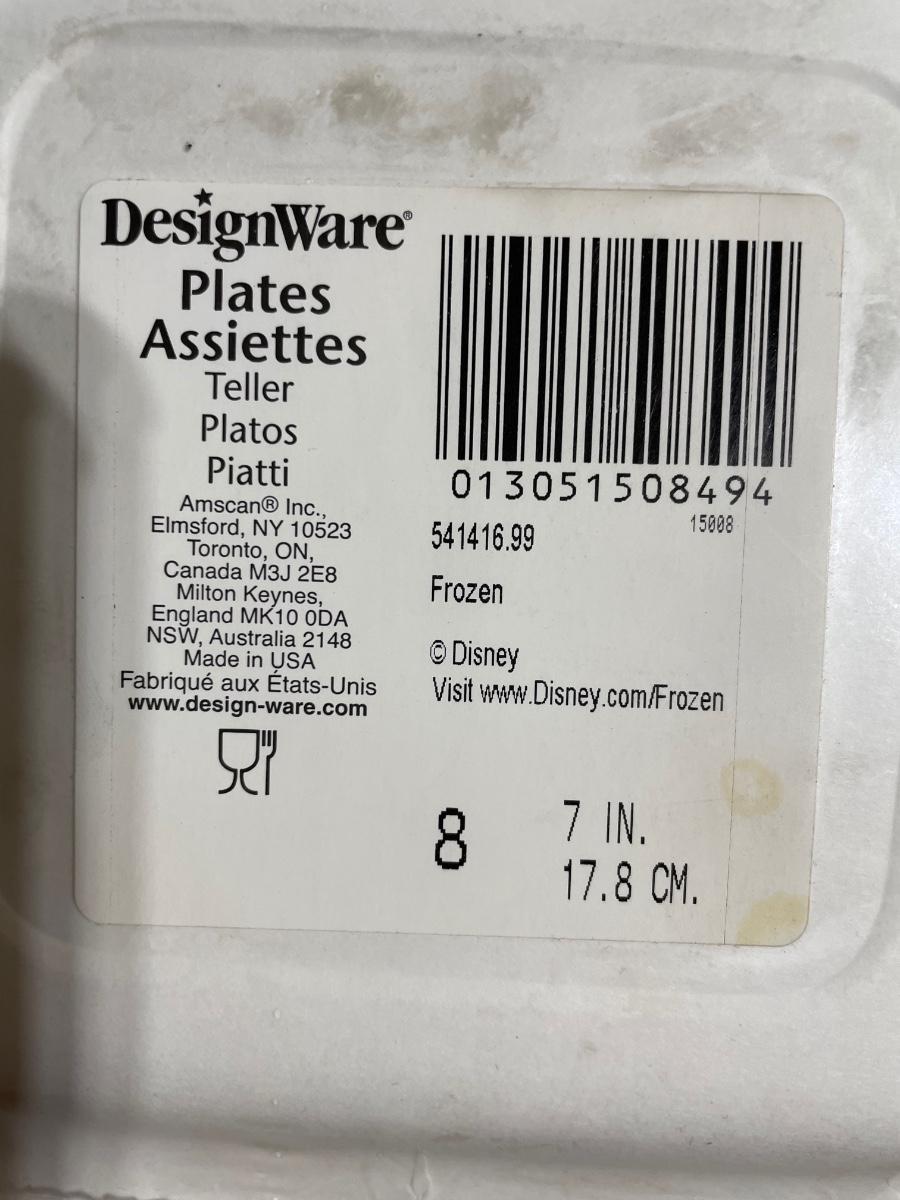 DesignWare®
Plates
Assiettes
Teller
Platos
Piatti
Amscan® Inc.,
Elmsford, NY 10523
Toronto, ON,
Canada M3J 2E8
Milton Keynes,
England MK10 0DA
NSW, Australia 2148
Made in USA
Fabriqué aux États-Unis
www.design-ware.com
013051508494
15008
541416.99
Frozen
© Disney
Visit www.Disney.com/Frozen
8
7 IN.
17.8 CM.